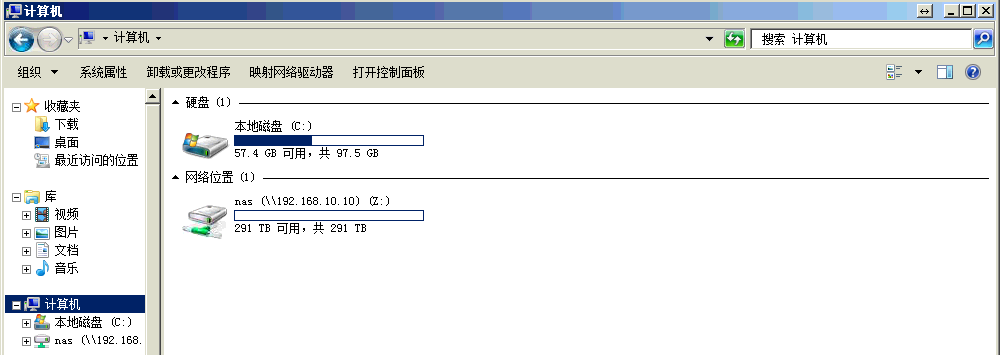 计算机
计算机
搜索 计算机
组织 系统属性 卸载或更改程序 映射网络驱动器 打开控制面板
收藏夹
下载
桌面
最近访问的位置
库
视频
图片
文档
音乐
计算机
本地磁盘 (C:)
nas (\\192.168.
硬盘 (1)
本地磁盘 (C:)
57.4 GB 可用，共 97.5 GB
网络位置 (1)
nas (\\192.168.10.10) (Z:)
291 TB 可用，共 291 TB